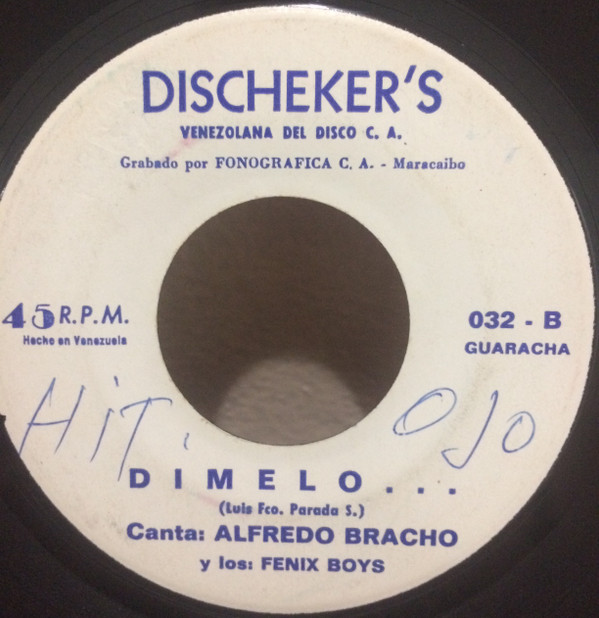 DISCHEKER'S
VENEZOLANA DEL DISCO C. A.
Grabado por FONOGRAFICA C. A. - Maracaibo
45 R.P.M.
Hecho en Venezuela
032 - B
GUARACHA
HiT.
OJO
DIMELO...
(Luis Fco. Parada S.)
Canta: ALFREDO BRACHO
y los: FENIX BOYS